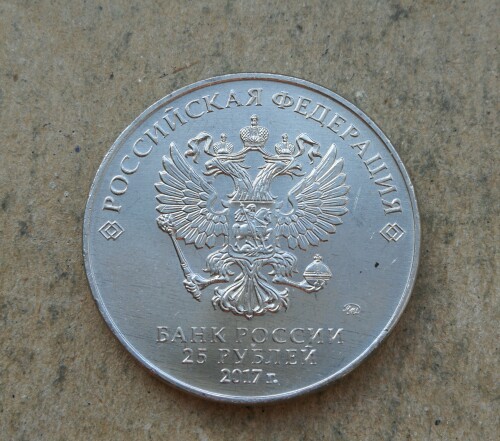 РОССИЙСКАЯ ФЕДЕРАЦИЯ
БАНК РОССИИ
25 РУБЛЕЙ
2017 г.